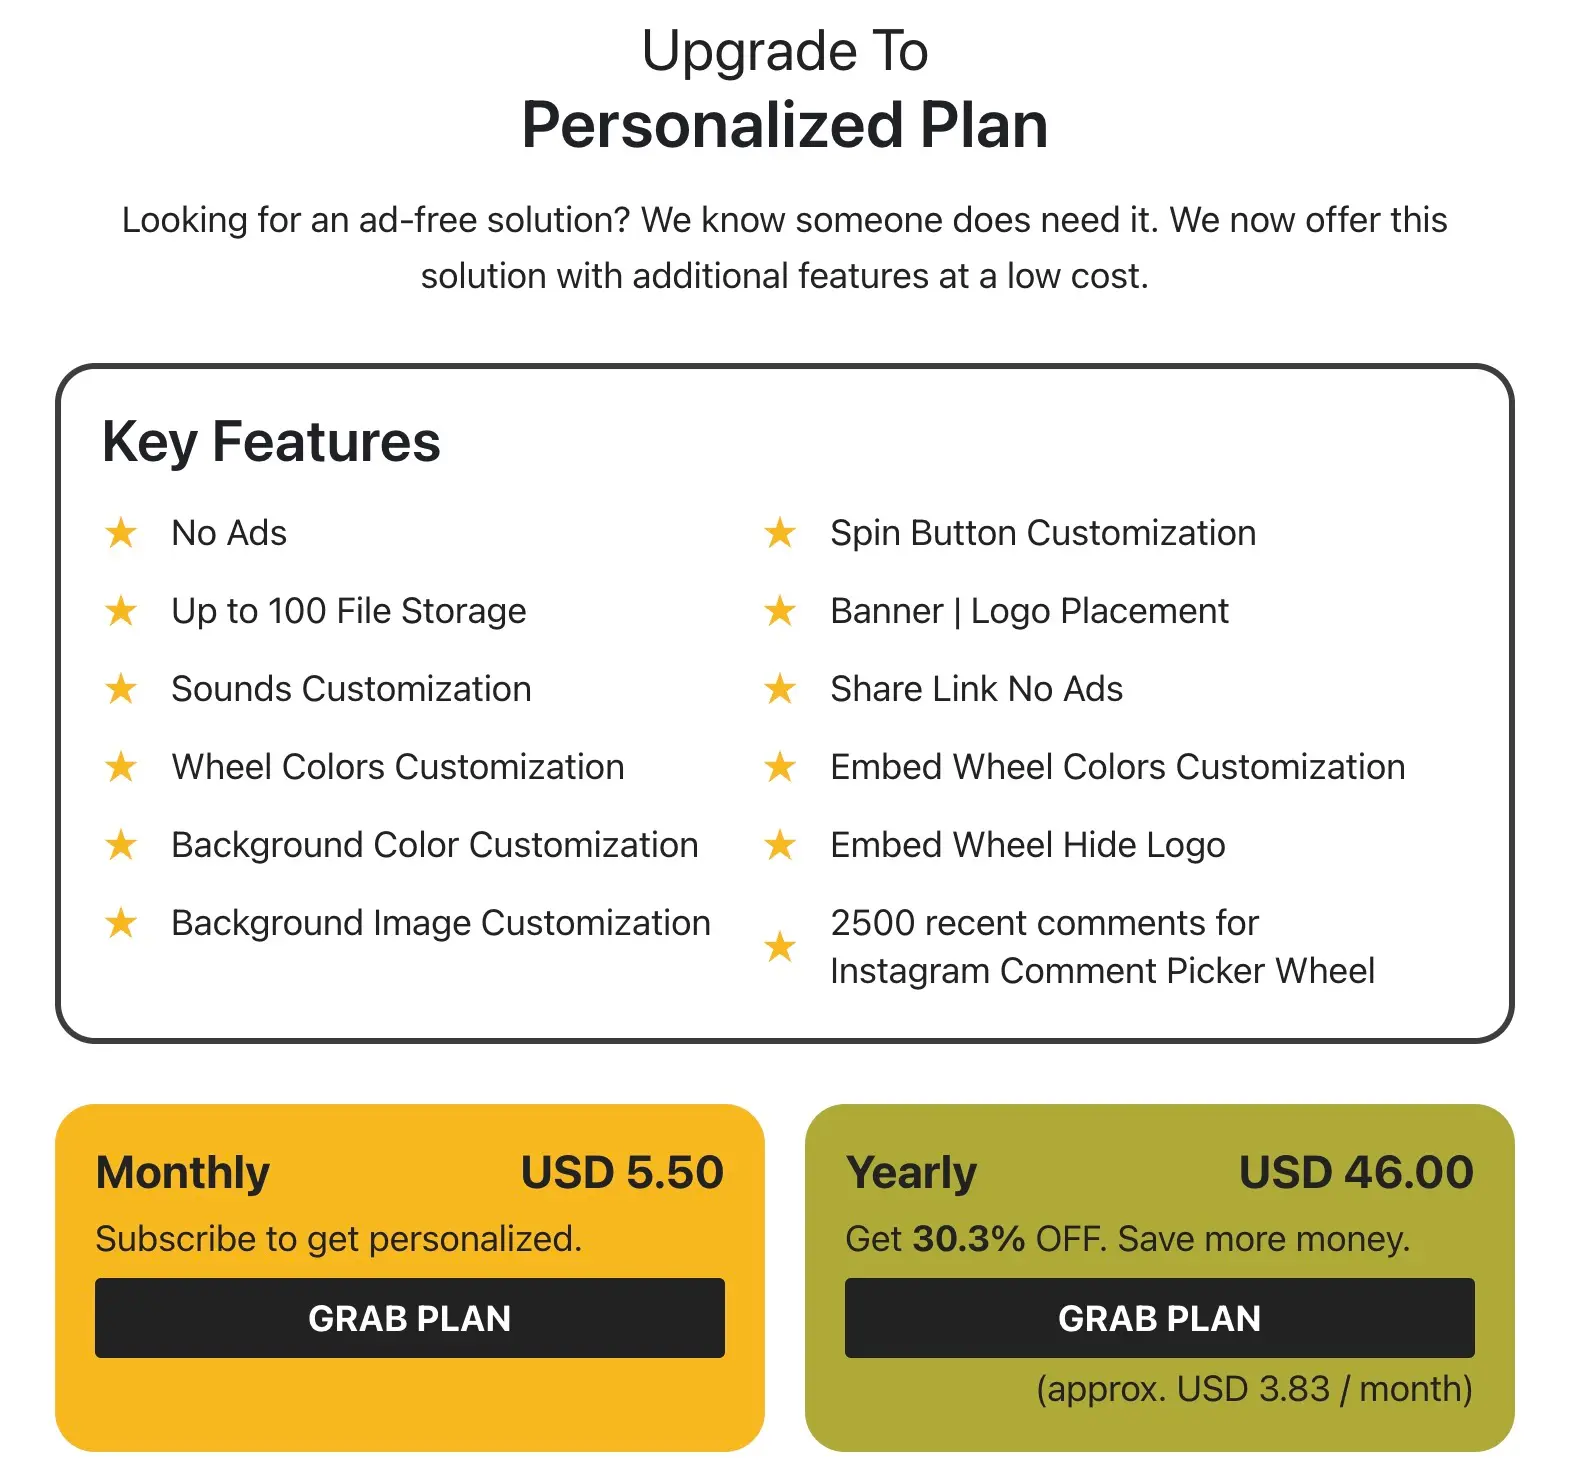 Upgrade To
Personalized Plan
Looking for an ad-free solution? We know someone does need it. We now offer this
solution with additional features at a low cost.
Key Features
No Ads
Up to 100 File Storage
Sounds Customization
Wheel Colors Customization
Background Color Customization
Background Image Customization
Spin Button Customization
Banner | Logo Placement
Share Link No Ads
Embed Wheel Colors Customization
Embed Wheel Hide Logo
2500 recent comments for
Instagram Comment Picker Wheel
Monthly USD 5.50
Subscribe to get personalized.
GRAB PLAN
Yearly USD 46.00
Get 30.3% OFF. Save more money.
GRAB PLAN
(approx. USD 3.83 / month)